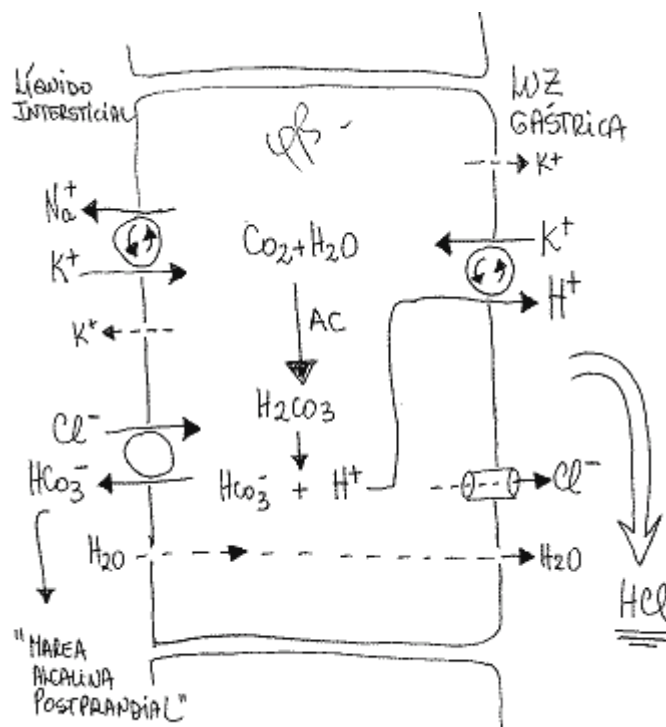 LÍQUIDO
INTERSTICIAL
LUZ
GÁSTRICA
K+
Na+
K+
CO2+H2O
K+
H+
K+
AC
H2CO3
Cl-
HCO3-
HCO3- + H+
Cl-
H2O
H2O
HCl
"MAREA
ALCALINA
POSTPRANDIAL"